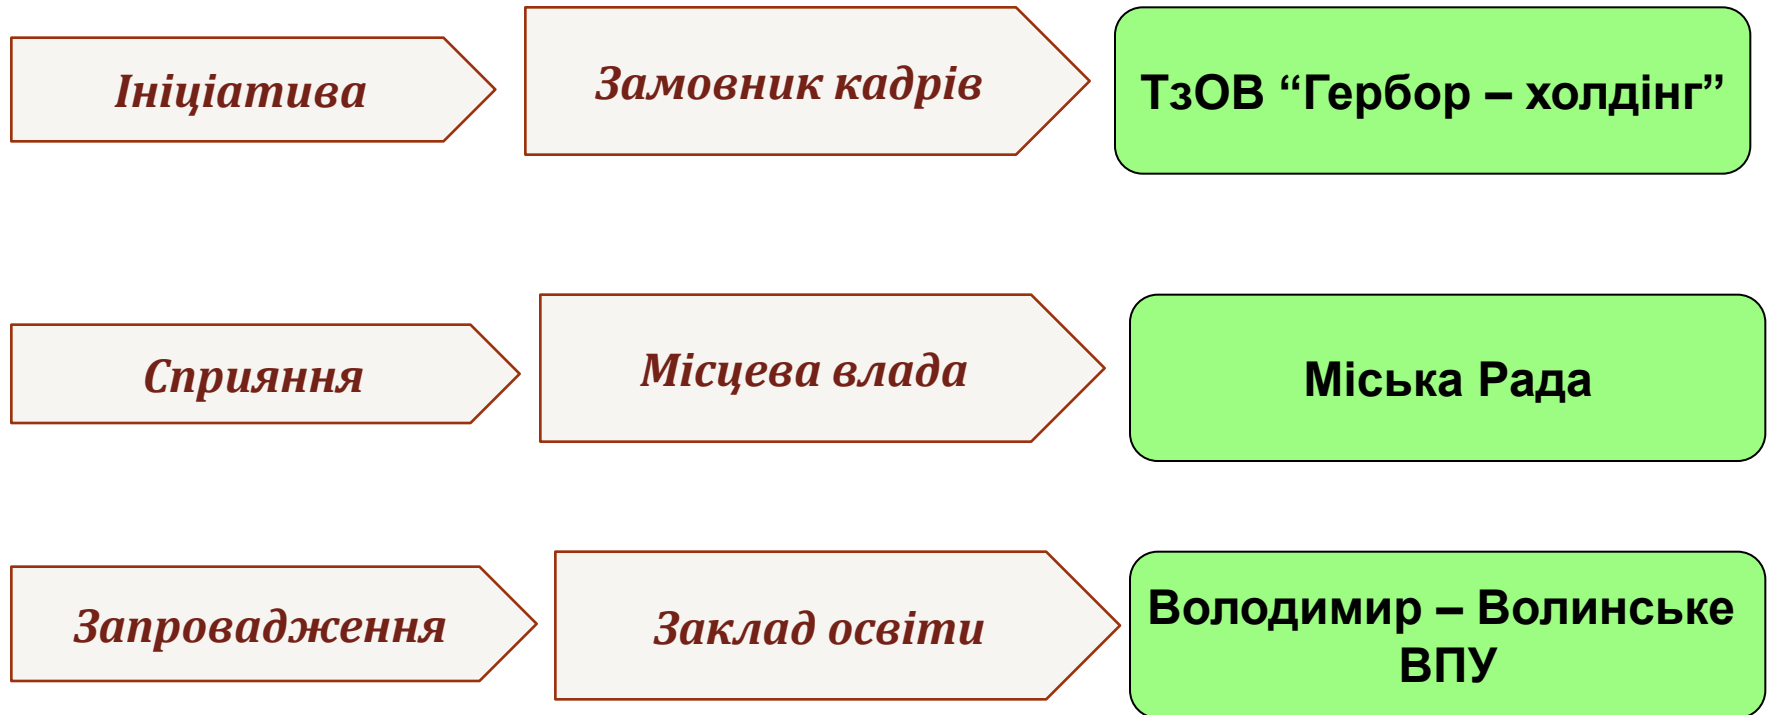 Ініціатива
Замовник кадрів
ТзОВ “Гербор – холдінг”
Сприяння
Місцева влада
Міська Рада
Запровадження
Заклад освіти
Володимир – Волинське
ВПУ